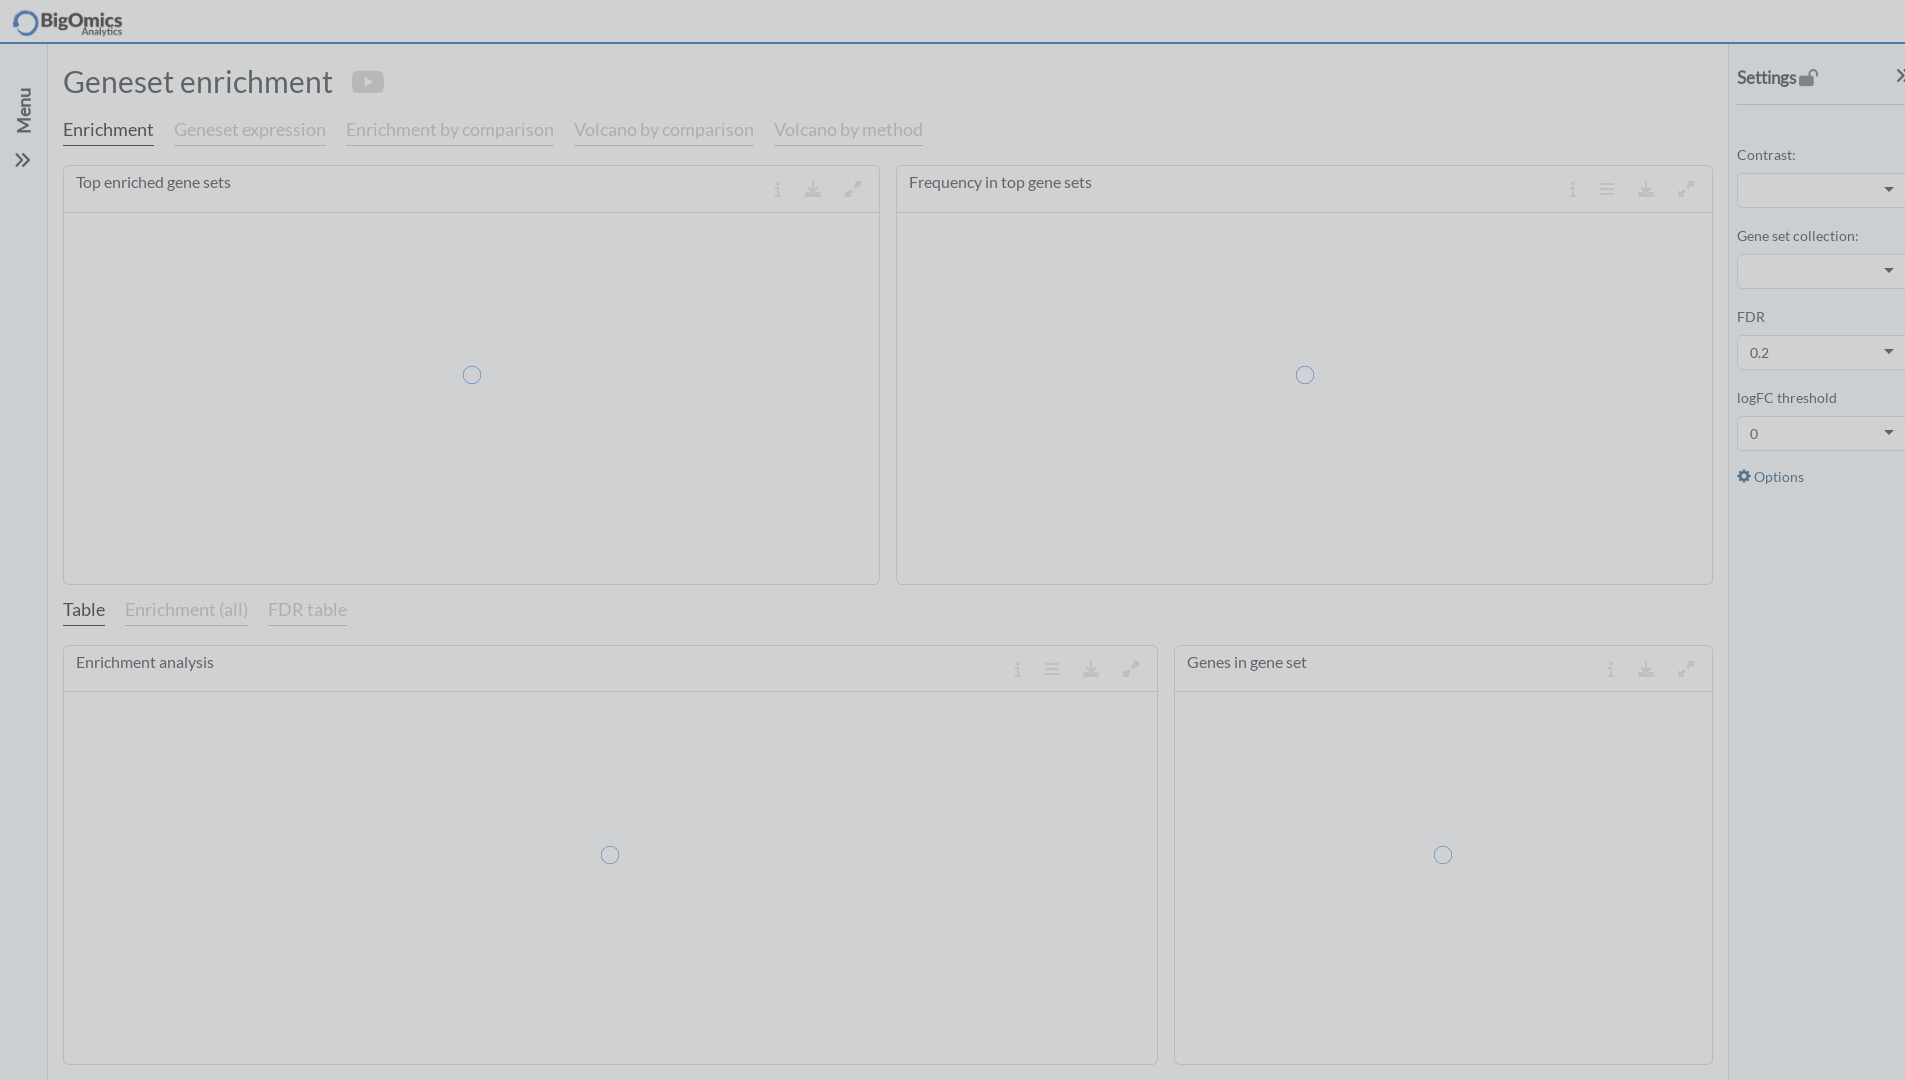 BigOmics
Analytics
Menu
Geneset enrichment
Enrichment Geneset expression Enrichment by comparison Volcano by comparison Volcano by method
Top enriched gene sets
Frequency in top gene sets
Table Enrichment (all) FDR table
Enrichment analysis
Genes in gene set
Settings
Contrast:
Gene set collection:
FDR
0.2
logFC threshold
0
Options